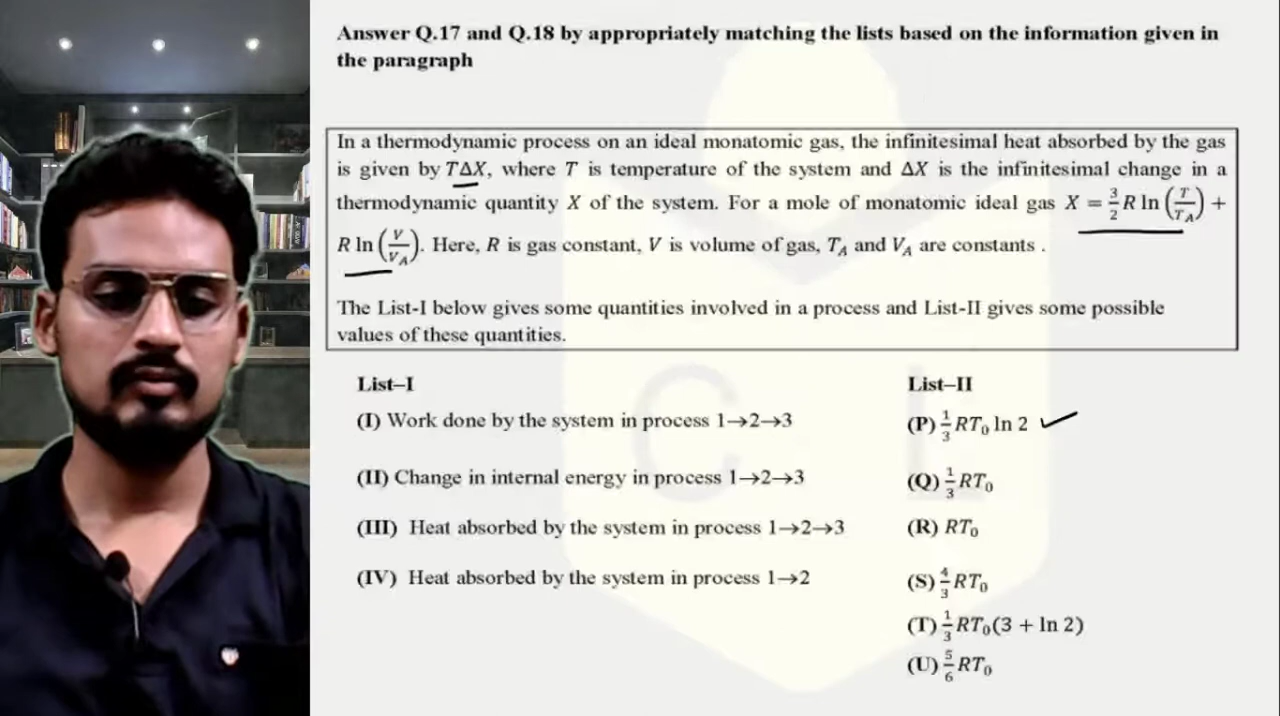 Answer Q.17 and Q.18 by appropriately matching the lists based on the information given in
the paragraph
In a thermodynamic process on an ideal monatomic gas, the infinitesimal heat absorbed by the gas
is given by TΔX, where T is temperature of the system and ΔX is the infinitesimal change in a
thermodynamic quantity X of the system. For a mole of monatomic ideal gas X = 3/2 R ln (T/T_A) +
R ln (V/V_A). Here, R is gas constant, V is volume of gas, T_A and V_A are constants .
The List-I below gives some quantities involved in a process and List-II gives some possible
values of these quantities.
List–I
(I) Work done by the system in process 1→2→3
(II) Change in internal energy in process 1→2→3
(III) Heat absorbed by the system in process 1→2→3
(IV) Heat absorbed by the system in process 1→2
List–II
(P) 1/3 RT₀ ln 2
(Q) 1/3 RT₀
(R) RT₀
(S) 4/3 RT₀
(T) 1/3 RT₀(3 + ln 2)
(U) 5/6 RT₀